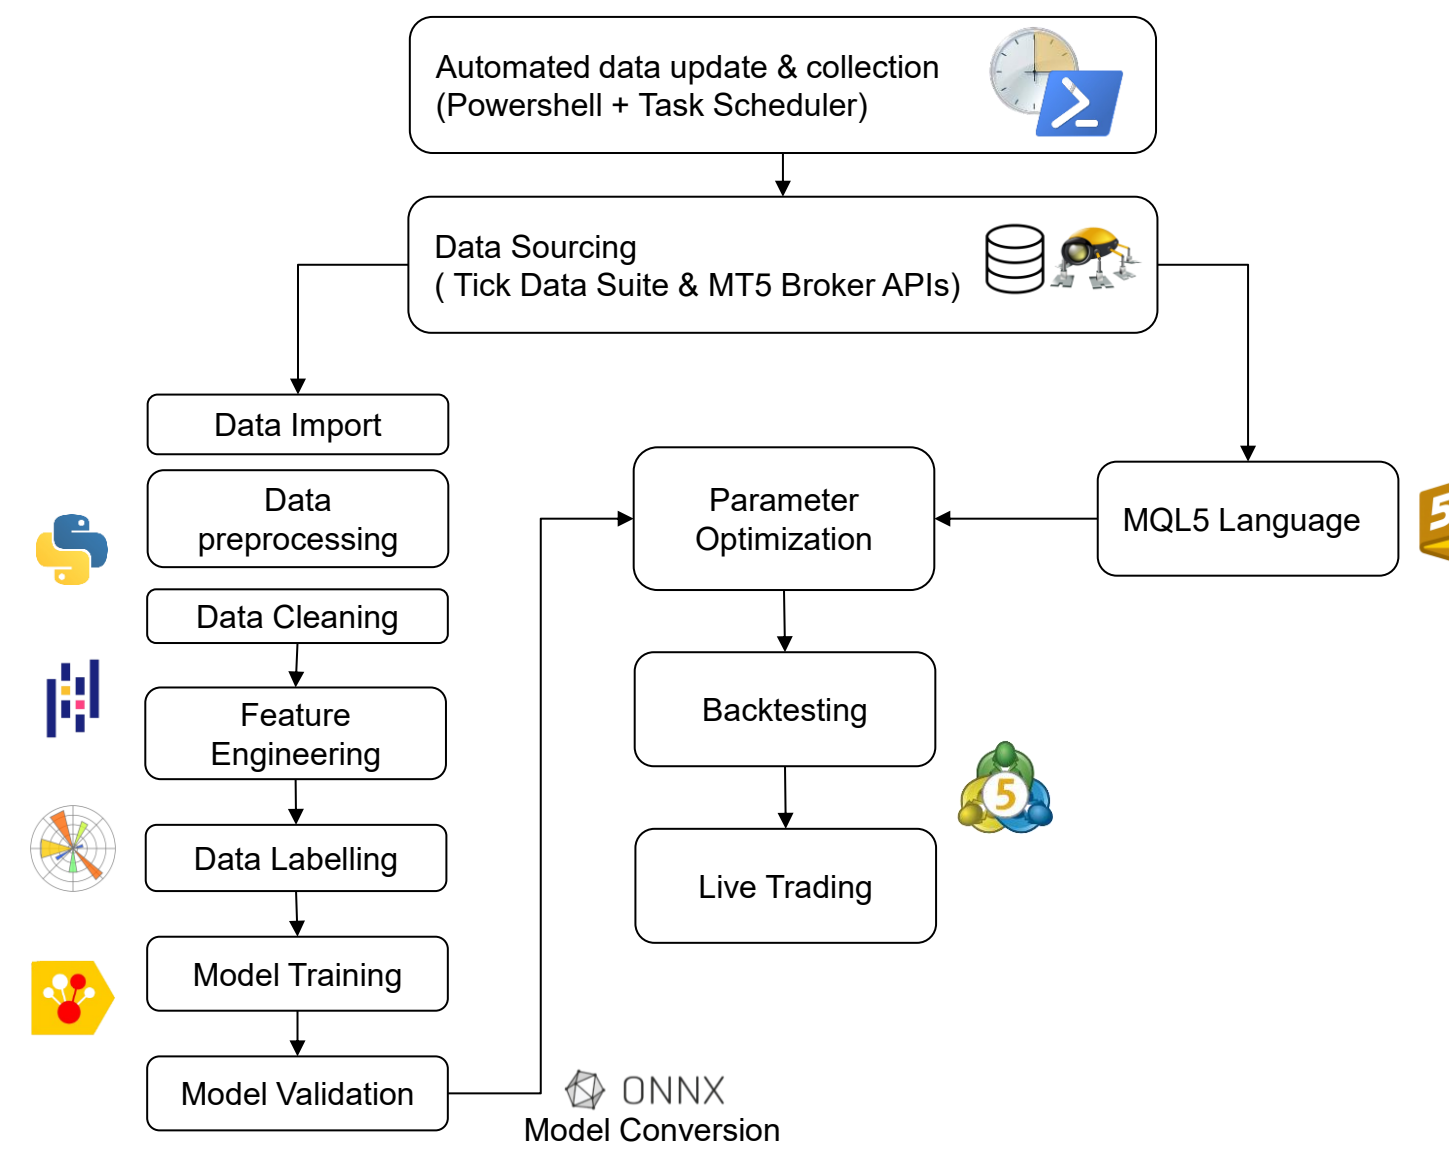 Automated data update & collection
(Powershell + Task Scheduler)
Data Sourcing
( Tick Data Suite & MT5 Broker APIs)
Data Import
Data
preprocessing
Data Cleaning
Feature
Engineering
Data Labelling
Model Training
Model Validation
Parameter
Optimization
Backtesting
Live Trading
MQL5 Language
5
5
ONNX
Model Conversion